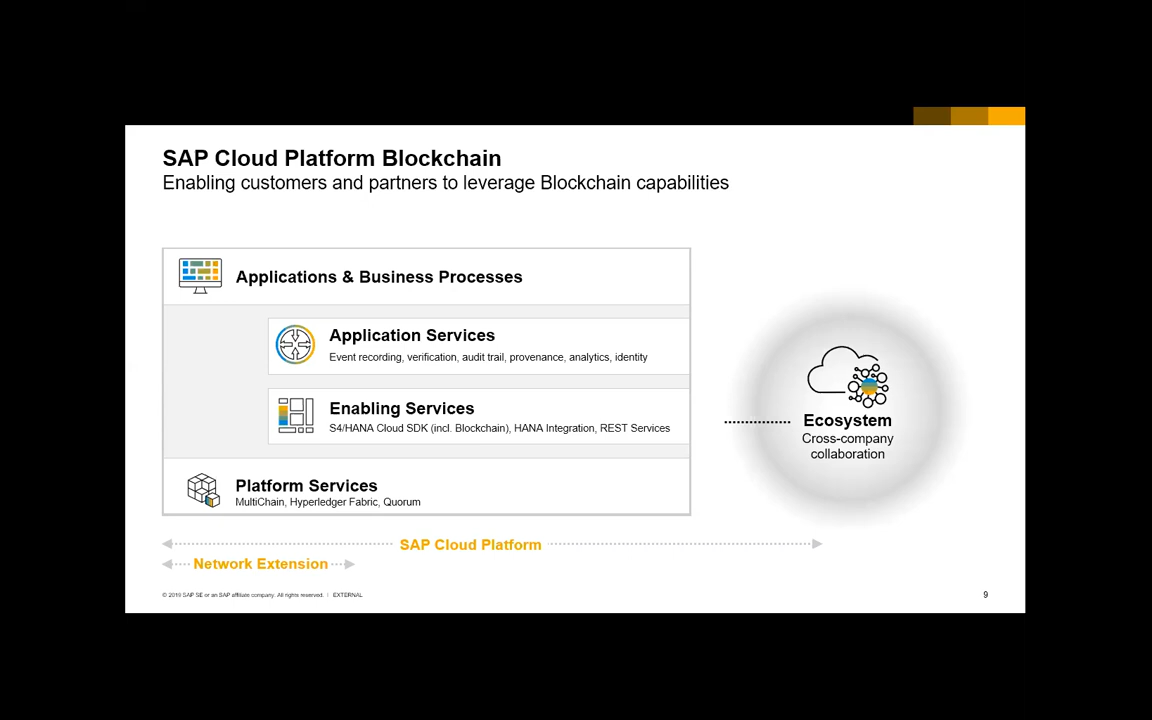 SAP Cloud Platform Blockchain
Enabling customers and partners to leverage Blockchain capabilities
Applications & Business Processes
Application Services
Event recording, verification, audit trail, provenance, analytics, identity
Enabling Services
S4/HANA Cloud SDK (incl. Blockchain), HANA Integration, REST Services
Platform Services
MultiChain, Hyperledger Fabric, Quorum
Ecosystem
Cross-company
collaboration
SAP Cloud Platform
Network Extension
© 2019 SAP SE or an SAP affiliate company. All rights reserved. | EXTERNAL
9